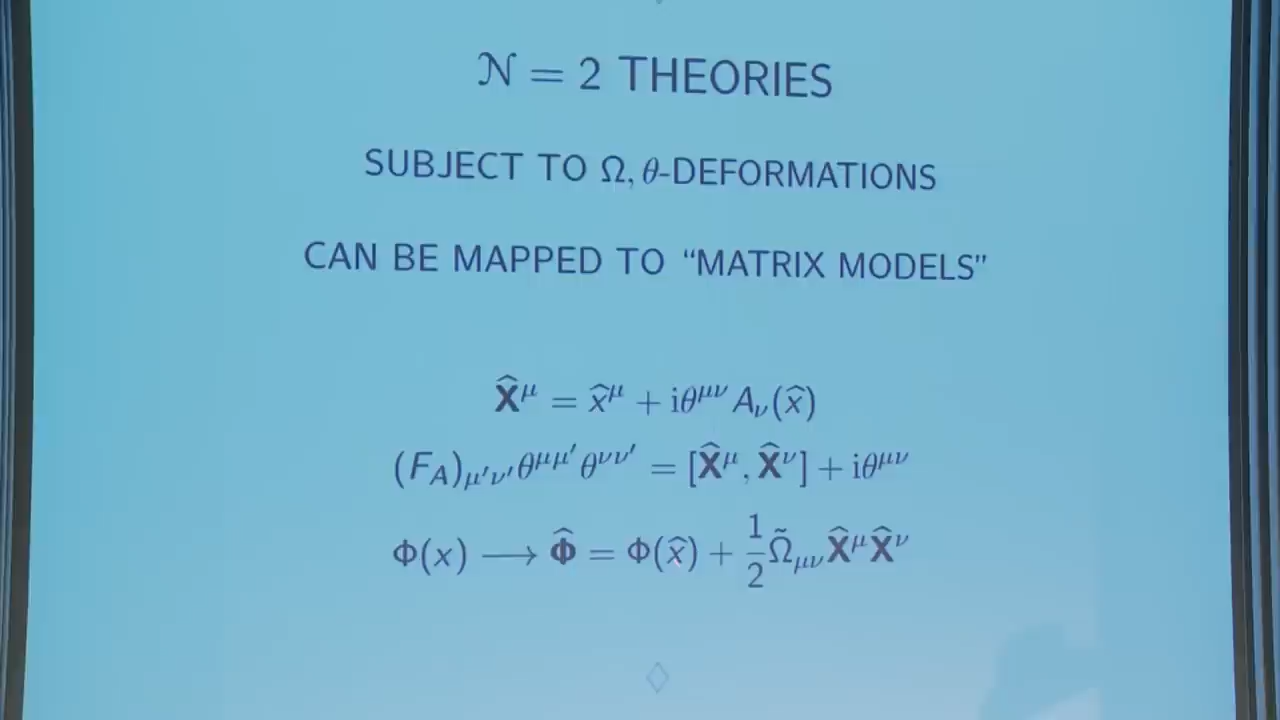 𝒩 = 2 THEORIES
SUBJECT TO Ω, θ-DEFORMATIONS
CAN BE MAPPED TO “MATRIX MODELS”
X̂^μ = x̂^μ + iθ^{μν} A_ν(x̂)
(F_A)_{μ′ν′} θ^{μμ′} θ^{νν′} = [X̂^μ, X̂^ν] + iθ^{μν}
Φ(x) ⟶ Φ̂ = Φ(x̂) + 1/2 Ω̃_{μν} X̂^μ X̂^ν